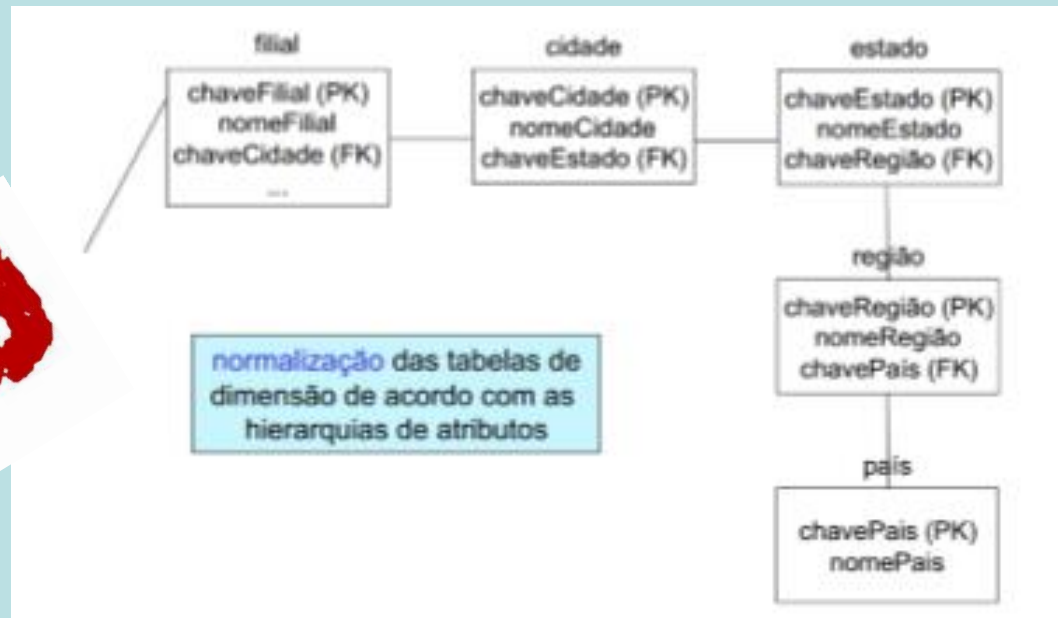 filial
chaveFilial (PK)
nomeFilial
chaveCidade (FK)
...
cidade
chaveCidade (PK)
nomeCidade
chaveEstado (FK)
estado
chaveEstado (PK)
nomeEstado
chaveRegião (FK)
região
chaveRegião (PK)
nomeRegião
chavePais (FK)
país
chavePais (PK)
nomePais
normalização das tabelas de
dimensão de acordo com as
hierarquias de atributos